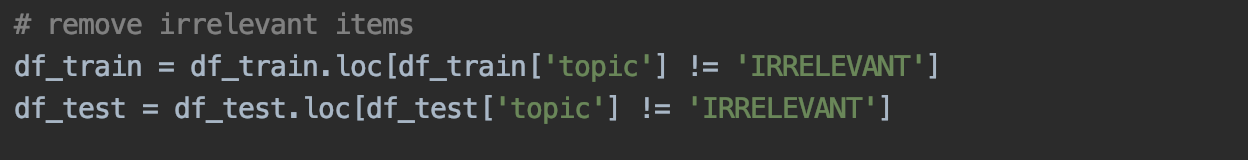 # remove irrelevant items
df_train = df_train.loc[df_train['topic'] != 'IRRELEVANT']
df_test = df_test.loc[df_test['topic'] != 'IRRELEVANT']